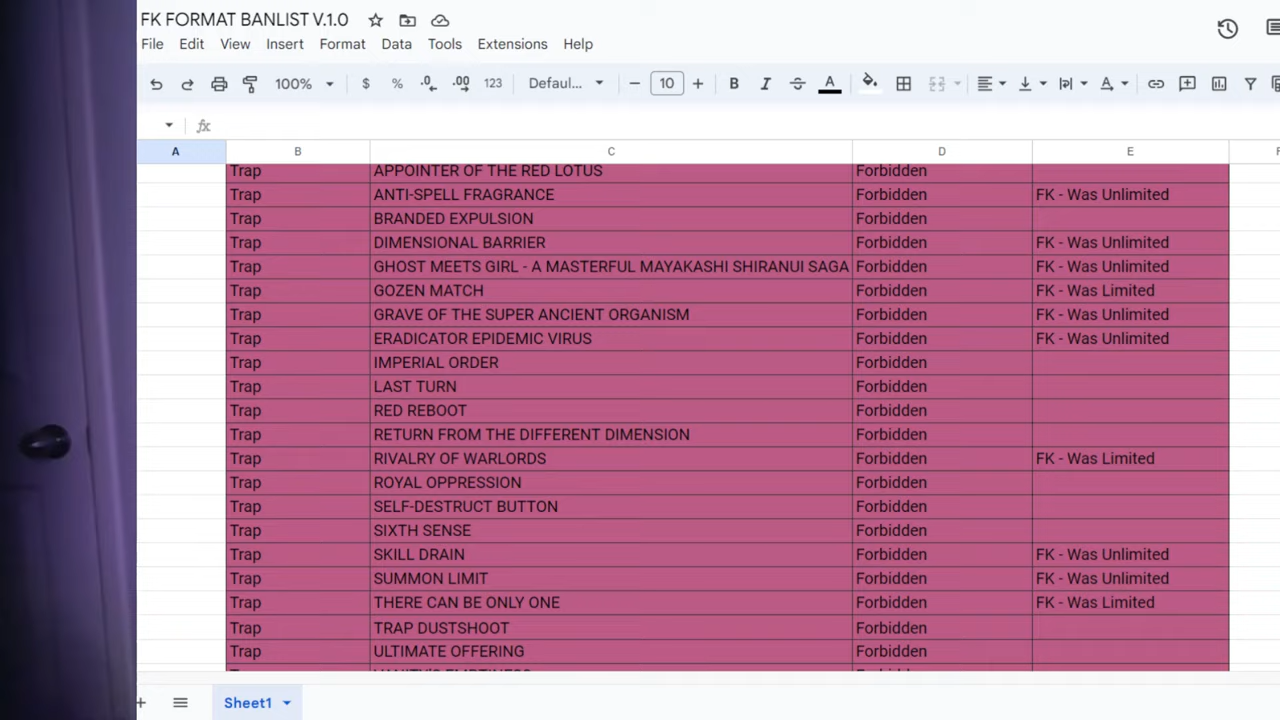 FK FORMAT BANLIST V.1.0
File Edit View Insert Format Data Tools Extensions Help
100% $ % .0 .00 123 Defaul... 10 B I A
fx
A B C D E F
Trap APPOINTER OF THE RED LOTUS Forbidden
Trap ANTI-SPELL FRAGRANCE Forbidden FK - Was Unlimited
Trap BRANDED EXPULSION Forbidden
Trap DIMENSIONAL BARRIER Forbidden FK - Was Unlimited
Trap GHOST MEETS GIRL - A MASTERFUL MAYAKASHI SHIRANUI SAGA Forbidden FK - Was Unlimited
Trap GOZEN MATCH Forbidden FK - Was Limited
Trap GRAVE OF THE SUPER ANCIENT ORGANISM Forbidden FK - Was Unlimited
Trap ERADICATOR EPIDEMIC VIRUS Forbidden FK - Was Unlimited
Trap IMPERIAL ORDER Forbidden
Trap LAST TURN Forbidden
Trap RED REBOOT Forbidden
Trap RETURN FROM THE DIFFERENT DIMENSION Forbidden
Trap RIVALRY OF WARLORDS Forbidden FK - Was Limited
Trap ROYAL OPPRESSION Forbidden
Trap SELF-DESTRUCT BUTTON Forbidden
Trap SIXTH SENSE Forbidden
Trap SKILL DRAIN Forbidden FK - Was Unlimited
Trap SUMMON LIMIT Forbidden FK - Was Unlimited
Trap THERE CAN BE ONLY ONE Forbidden FK - Was Limited
Trap TRAP DUSTSHOOT Forbidden
Trap ULTIMATE OFFERING Forbidden
Sheet1